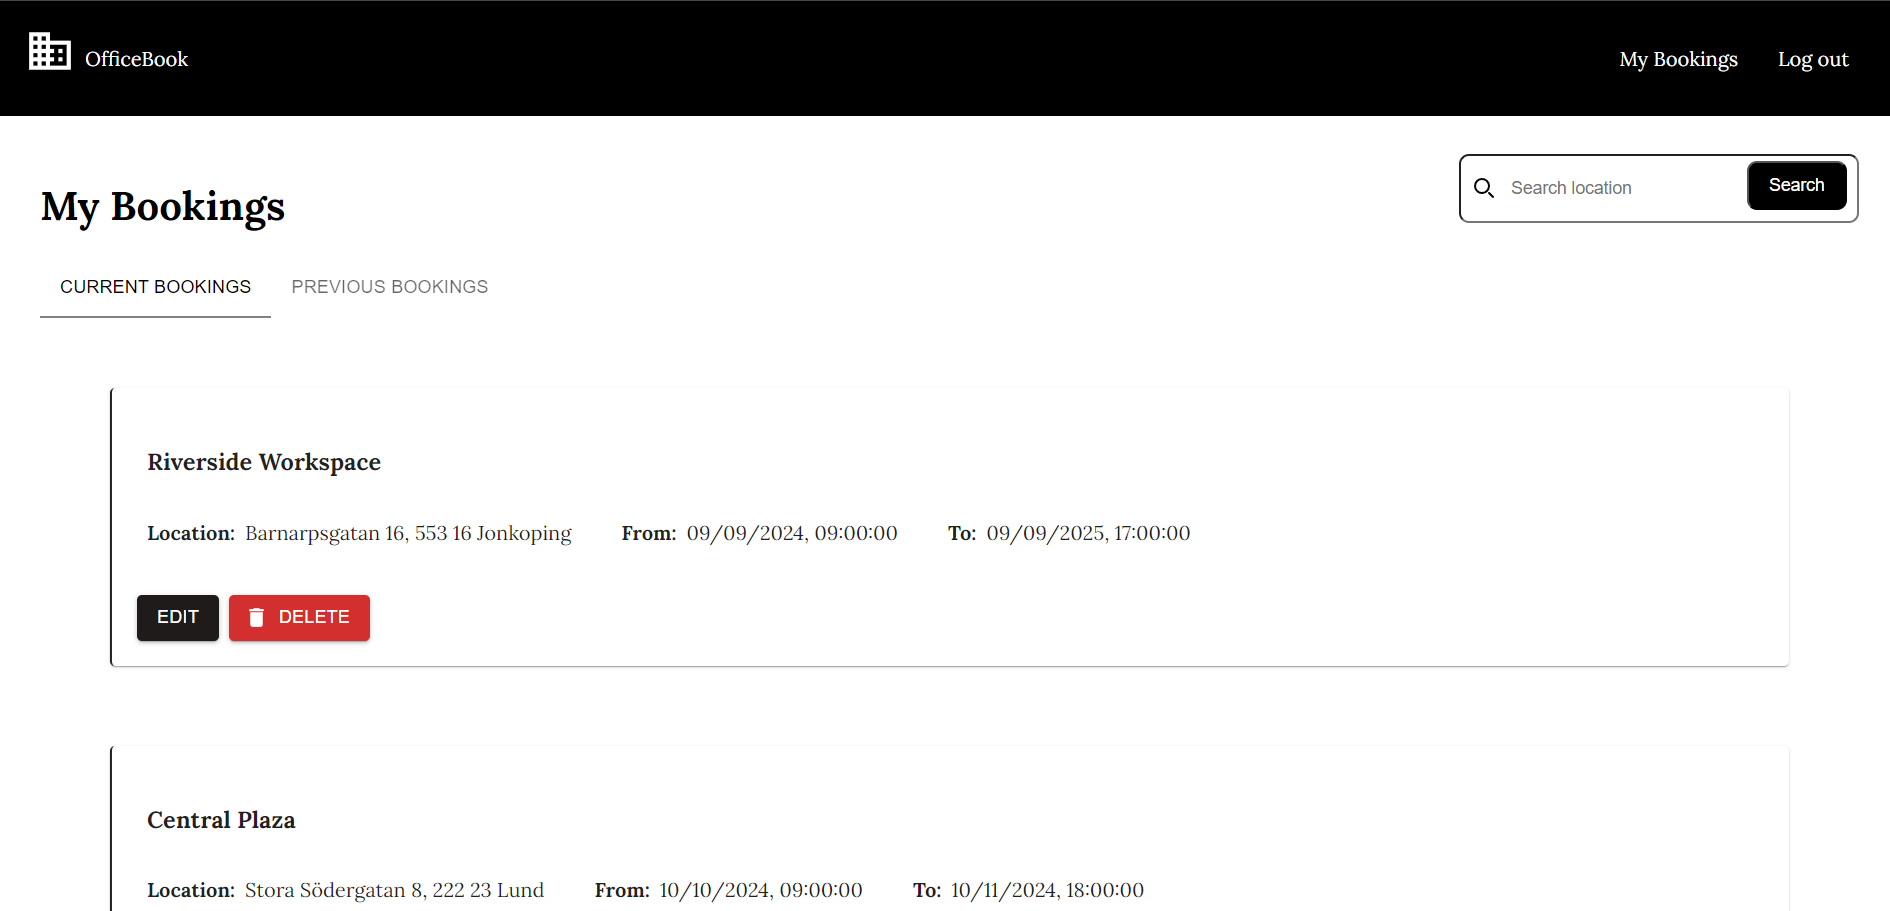 OfficeBook
My Bookings Log out
Search location Search
My Bookings
CURRENT BOOKINGS PREVIOUS BOOKINGS
Riverside Workspace
Location: Barnarpsgatan 16, 553 16 Jonkoping From: 09/09/2024, 09:00:00 To: 09/09/2025, 17:00:00
EDIT DELETE
Central Plaza
Location: Stora Södergatan 8, 222 23 Lund From: 10/10/2024, 09:00:00 To: 10/11/2024, 18:00:00